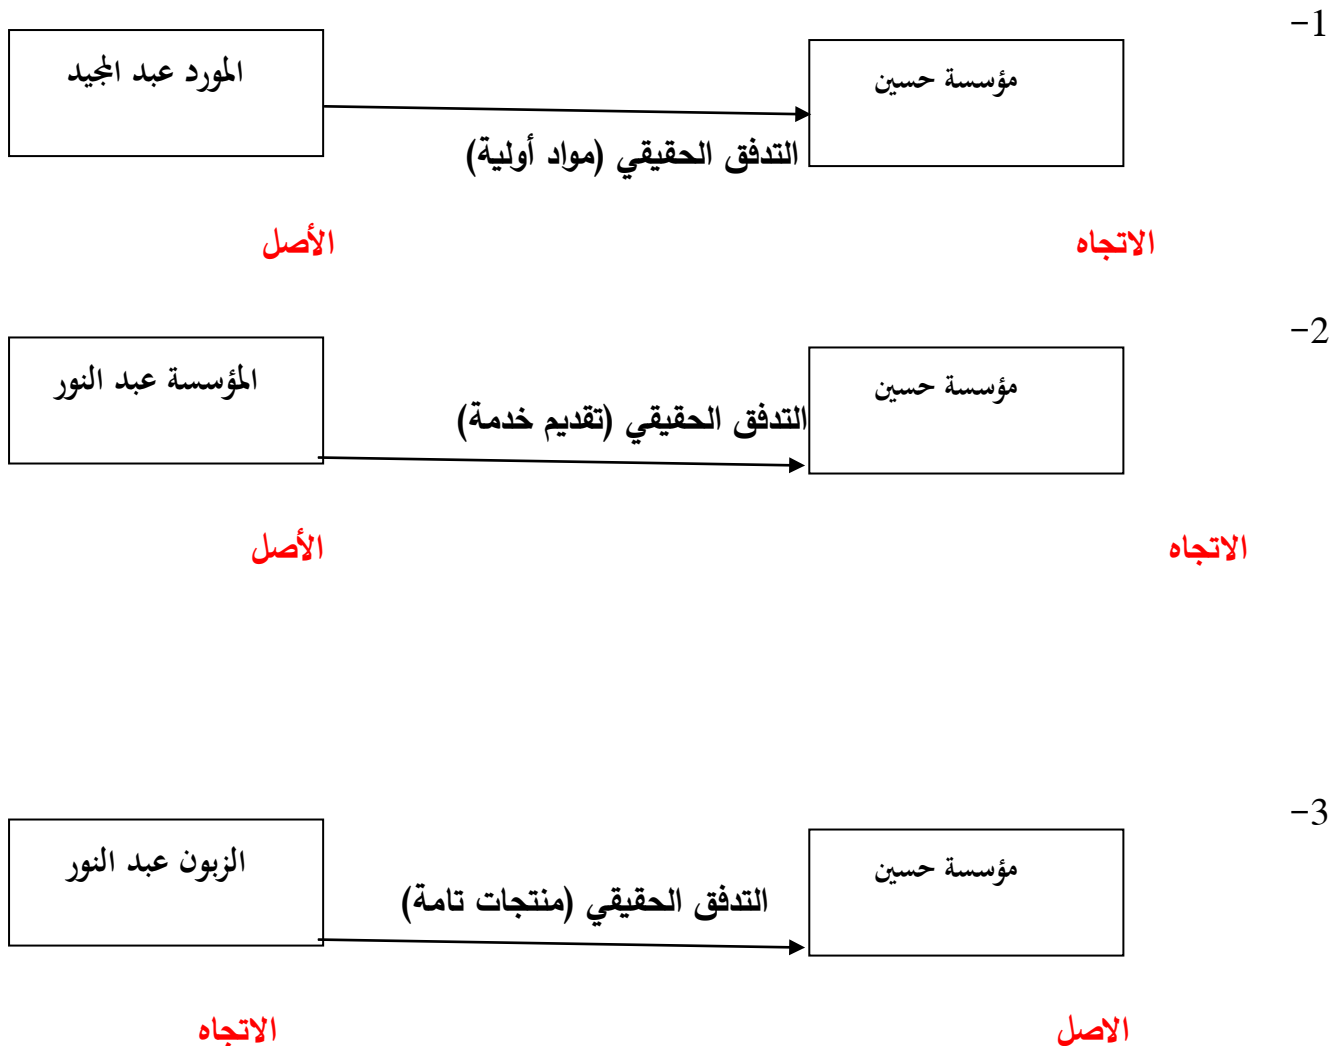 1-
مؤسسة حسين
المورد عبد المجيد
التدفق الحقيقي (مواد أولية)
الاتجاه
الأصل
2-
مؤسسة حسين
المؤسسة عبد النور
التدفق الحقيقي (تقديم خدمة)
الاتجاه
الأصل
3-
مؤسسة حسين
الزبون عبد النور
التدفق الحقيقي (منتجات تامة)
الاصل
الاتجاه